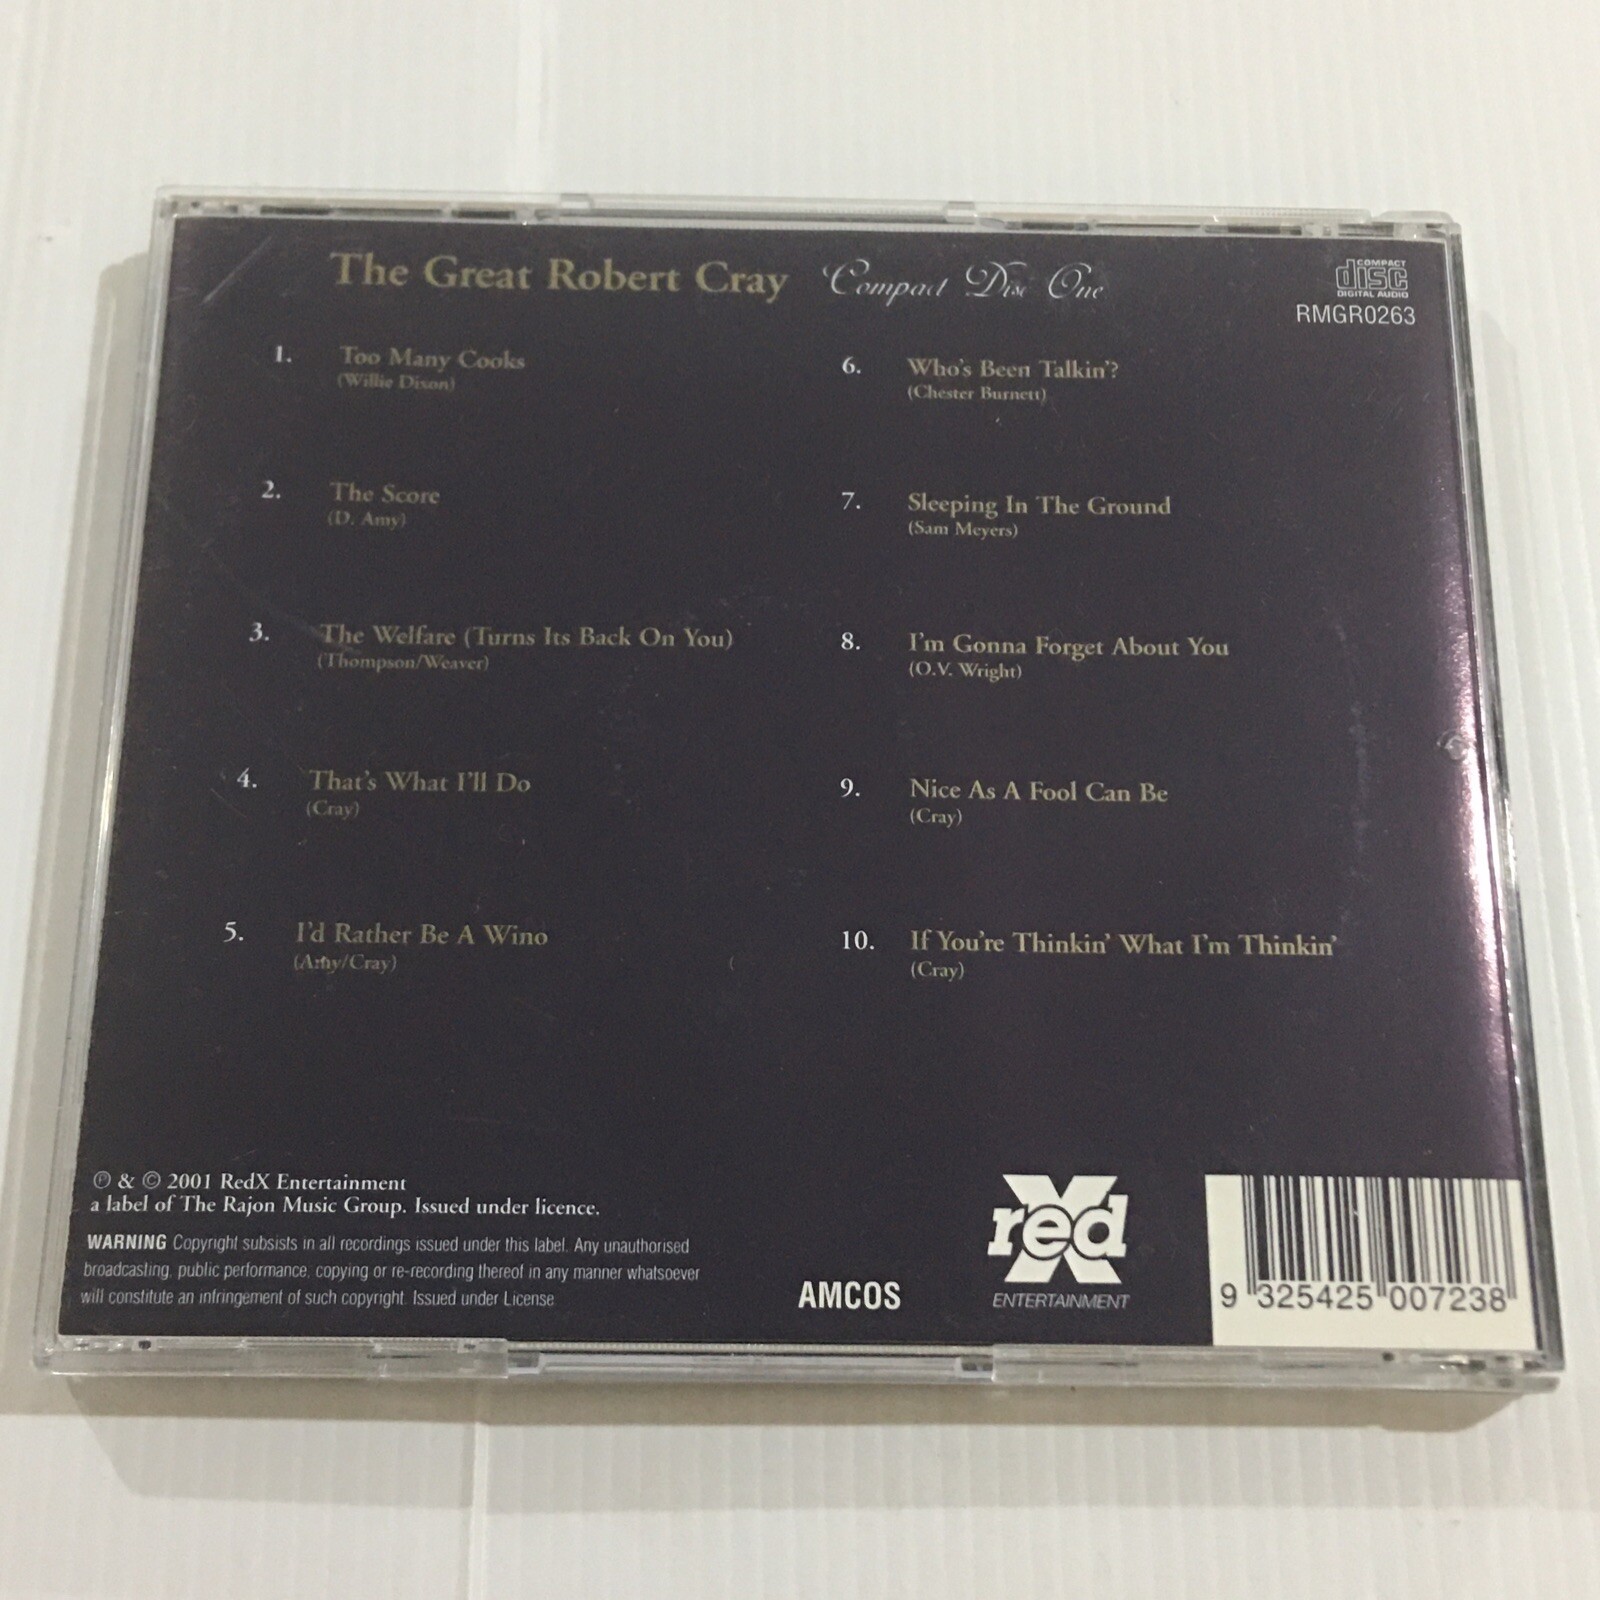 The Great Robert Cray Compact Disc One
COMPACT
disc
DIGITAL AUDIO
RMGR0263
1. Too Many Cooks
(Willie Dixon)
2. The Score
(D. Amy)
3. The Welfare (Turns Its Back On You)
(Thompson/Weaver)
4. That's What I'll Do
(Cray)
5. I'd Rather Be A Wino
(Amy/Cray)
6. Who's Been Talkin'?
(Chester Burnett)
7. Sleeping In The Ground
(Sam Meyers)
8. I'm Gonna Forget About You
(O.V. Wright)
9. Nice As A Fool Can Be
(Cray)
10. If You're Thinkin' What I'm Thinkin'
(Cray)
℗ & © 2001 RedX Entertainment
a label of The Rajon Music Group. Issued under licence.
WARNING Copyright subsists in all recordings issued under this label. Any unauthorised
broadcasting, public performance, copying or re-recording thereof in any manner whatsoever
will constitute an infringement of such copyright. Issued under License
AMCOS
X
red
ENTERTAINMENT
9 325425 007238